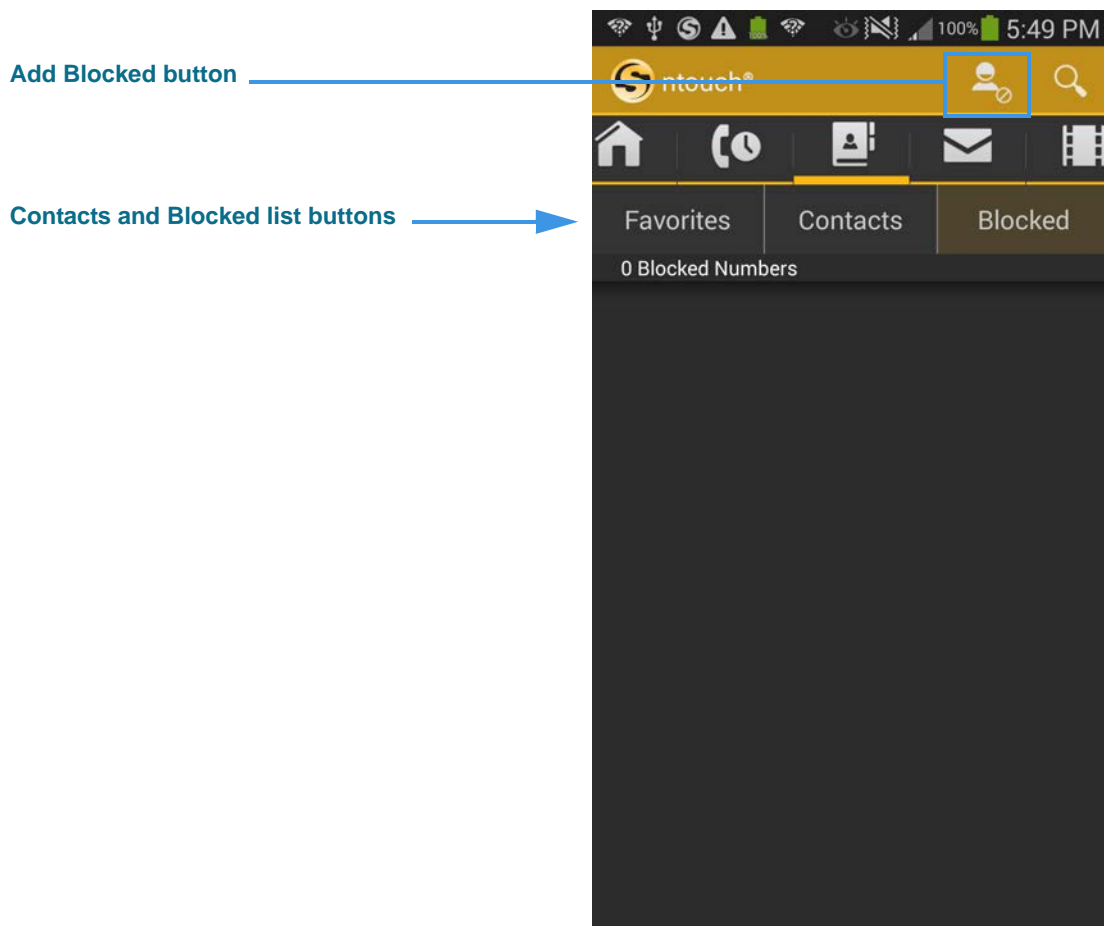 100% 5:49 PM
Add Blocked button
ntouch®
Contacts and Blocked list buttons
Favorites Contacts Blocked
0 Blocked Numbers